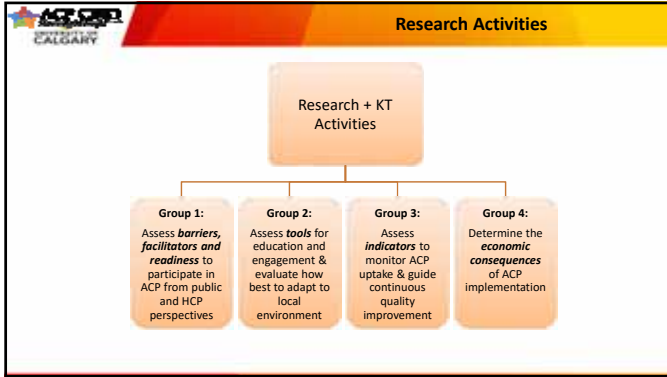 UNIVERSITY OF
CALGARY
Research Activities
Research + KT
Activities
Group 1:
Assess barriers,
facilitators and
readiness to
participate in
ACP from public
and HCP
perspectives
Group 2:
Assess tools for
education and
engagement &
evaluate how
best to adapt to
local
environment
Group 3:
Assess
indicators to
monitor ACP
uptake & guide
continuous
quality
improvement
Group 4:
Determine the
economic
consequences
of ACP
implementation